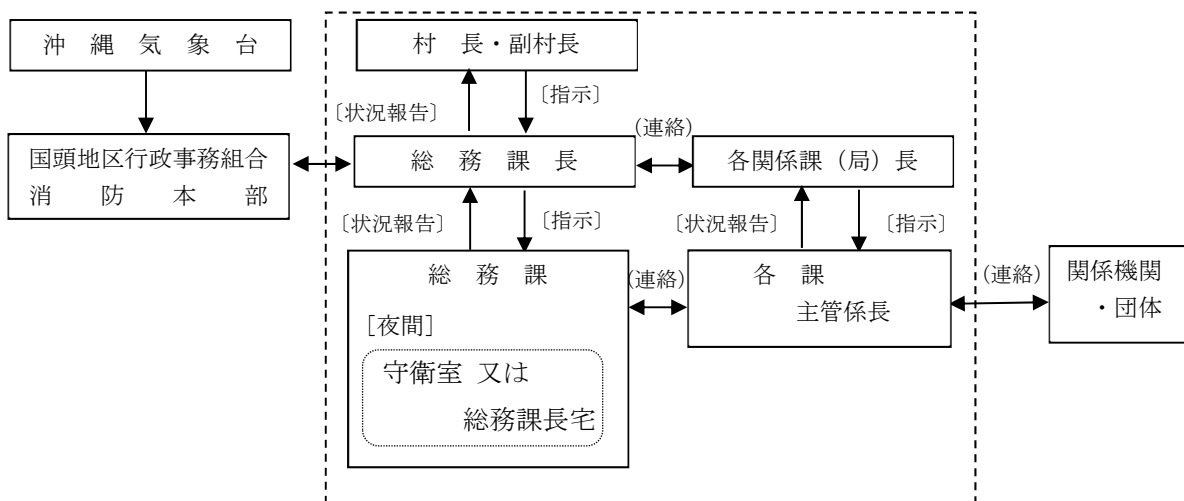 沖　縄　気　象　台
村　長・副村長
〔状況報告〕
〔指示〕
国頭地区行政事務組合
消　　防　　本　　部
総　務　課　長
(連絡)
各関係課（局）長
〔状況報告〕
〔指示〕
〔状況報告〕
〔指示〕
総　務　課
［夜間］
守衛室 又は
総務課長宅
(連絡)
各　課
主管係長
(連絡)
関係機関
・団体